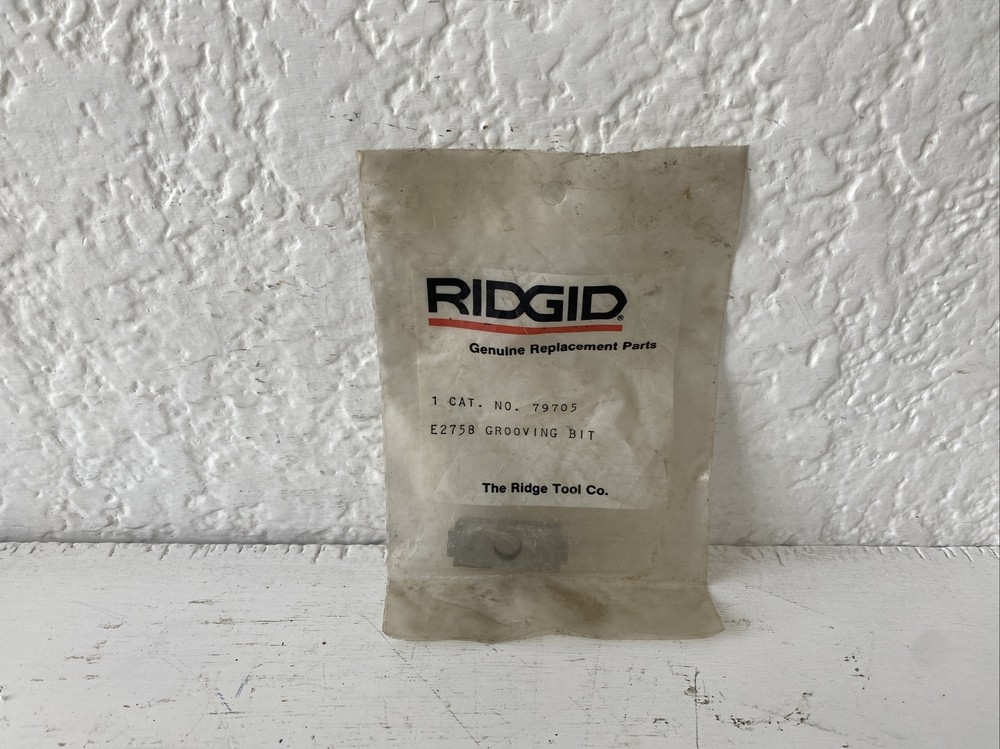 RIDGID®
Genuine Replacement Parts
1 CAT. NO. 79705
E2758 GROOVING BIT
The Ridge Tool Co.